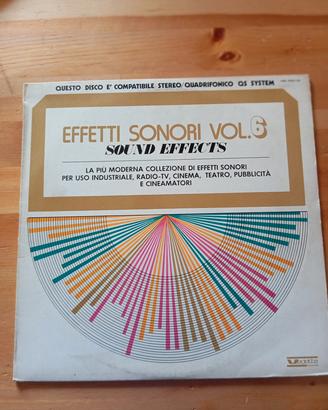 QUESTO DISCO E' COMPATIBILE STEREO/QUADRIFONICO QS SYSTEM
EFFETTI SONORI VOL.6
SOUND EFFECTS
LA PIÙ MODERNA COLLEZIONE DI EFFETTI SONORI
PER USO INDUSTRIALE, RADIO-TV, CINEMA, TEATRO, PUBBLICITÀ
E CINEAMATORI